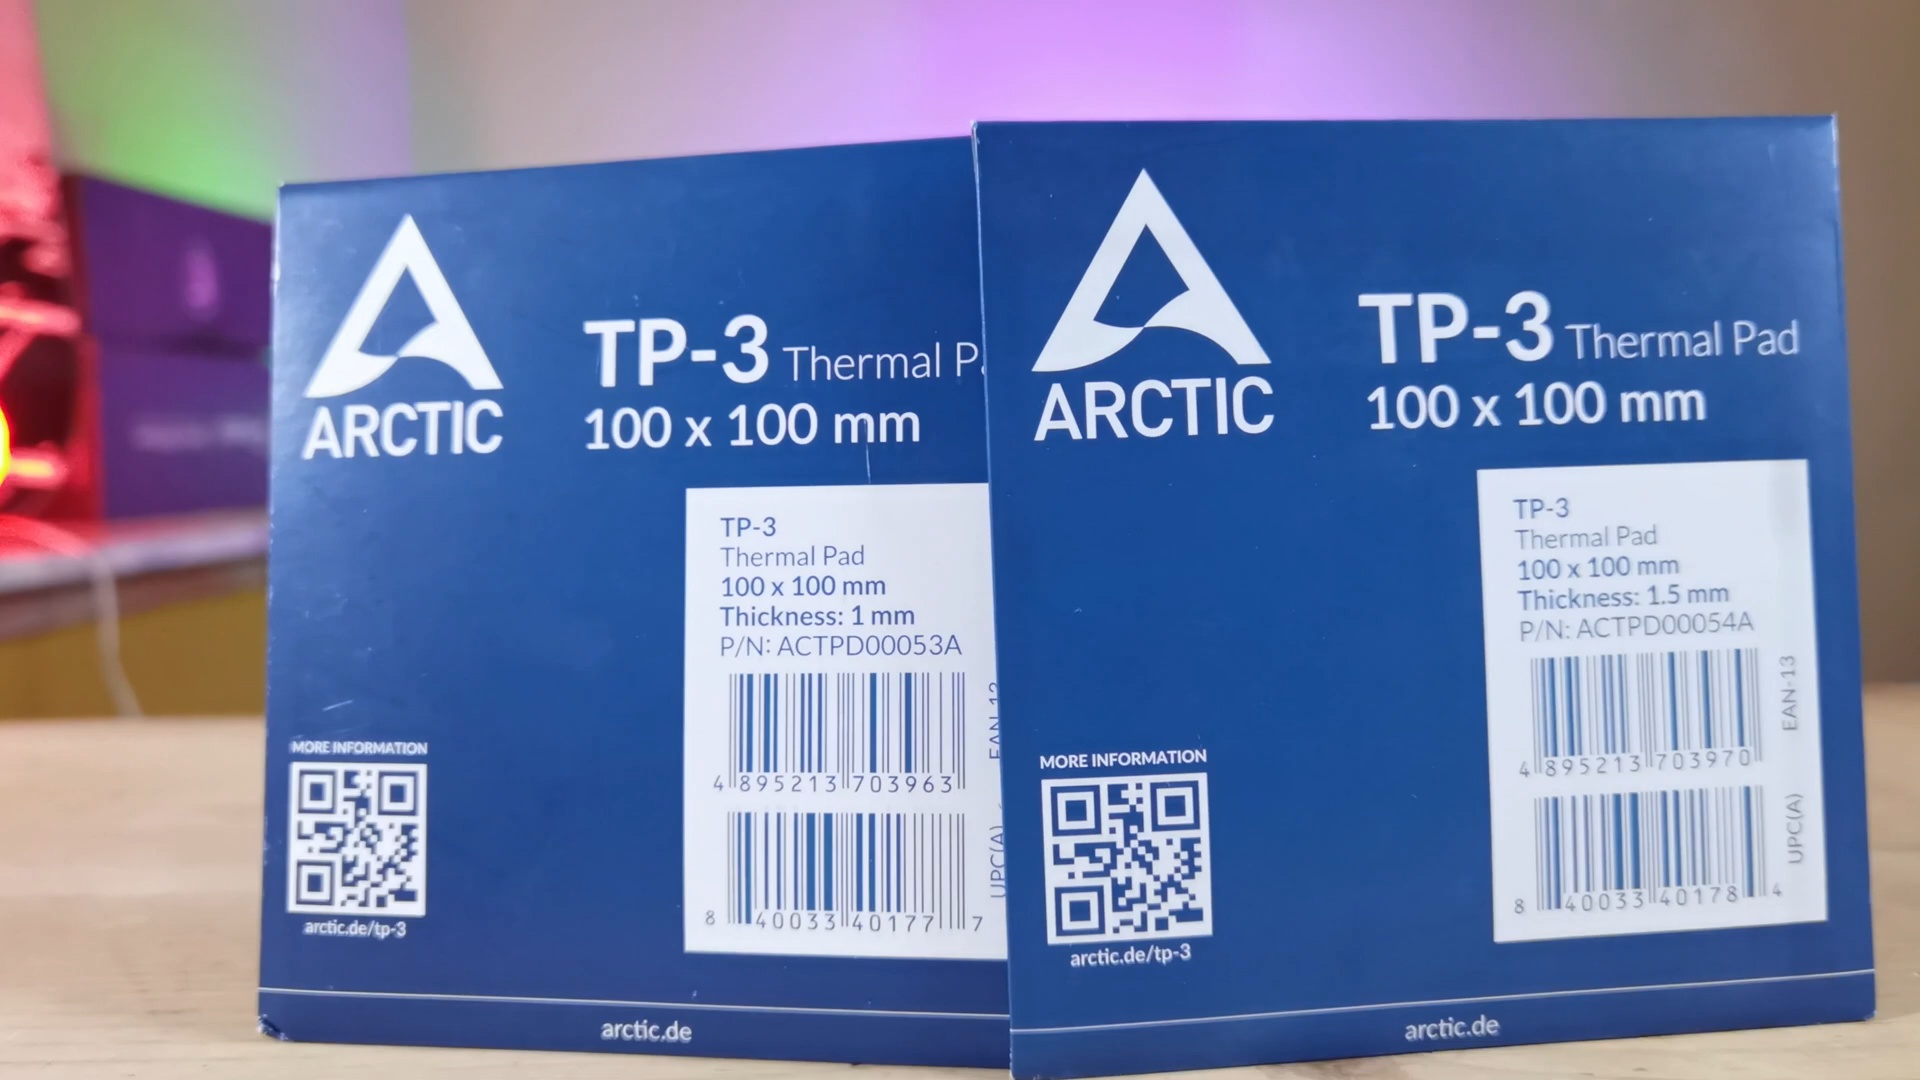 ARCTIC
TP-3 Thermal P
100 x 100 mm
TP-3
Thermal Pad
100 x 100 mm
Thickness: 1 mm
P/N: ACTPD00053A
EAN-13
4 895213 703963
UPC(A)
8 40033 40177 7
MORE INFORMATION
arctic.de/tp-3
arctic.de
ARCTIC
TP-3 Thermal Pad
100 x 100 mm
TP-3
Thermal Pad
100 x 100 mm
Thickness: 1.5 mm
P/N: ACTPD00054A
EAN-13
4 895213 703970
UPC(A)
8 40033 40178 4
MORE INFORMATION
arctic.de/tp-3
arctic.de